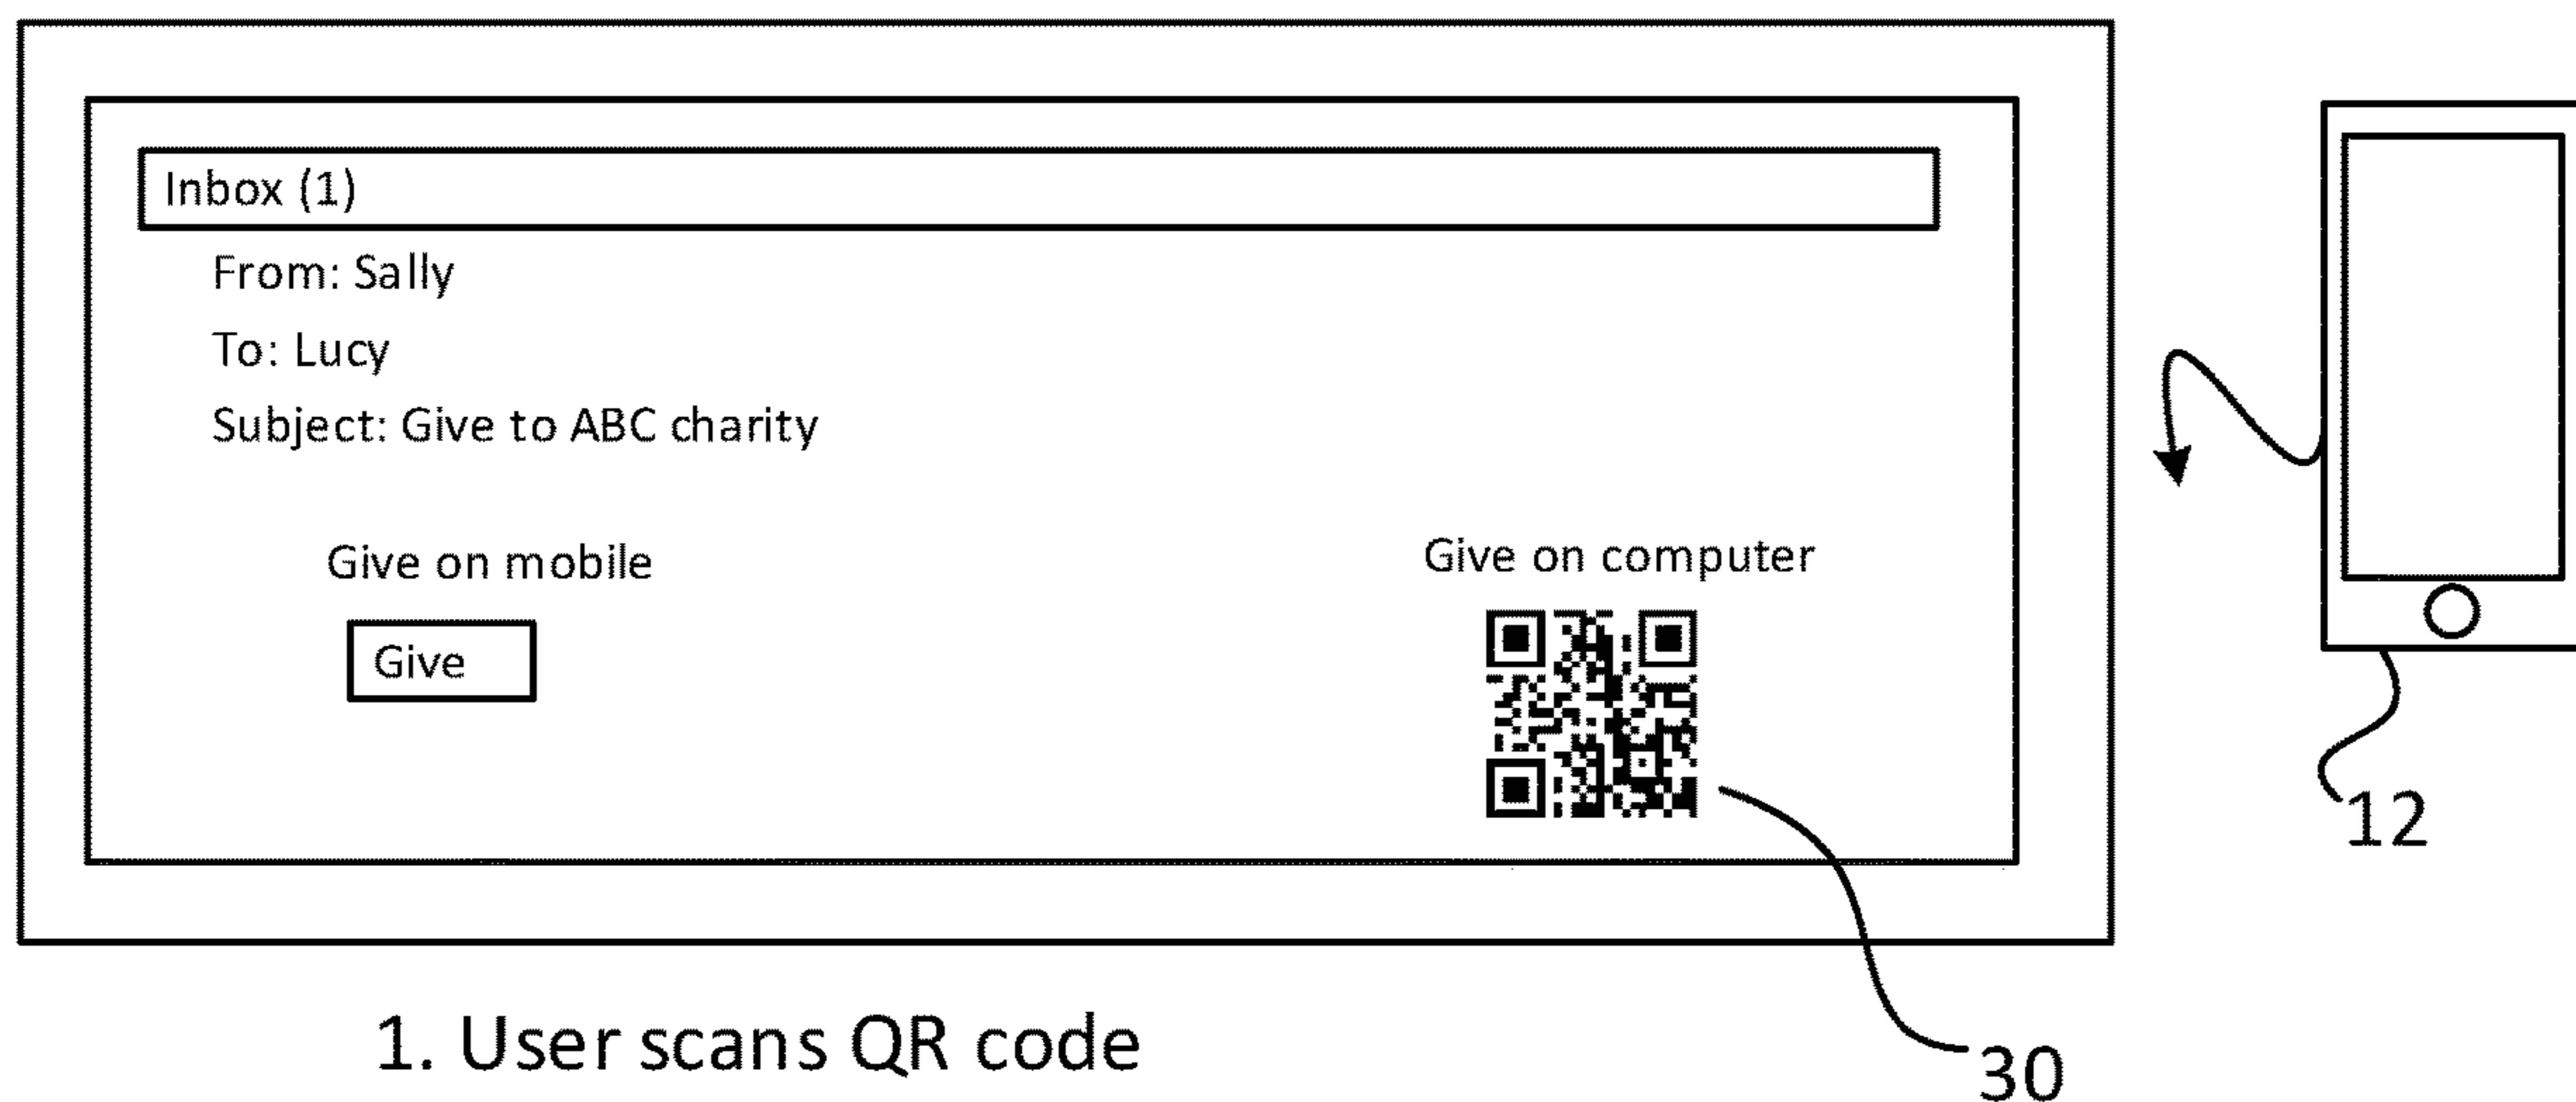 Inbox (1)
From: Sally
To: Lucy
Subject: Give to ABC charity
Give on mobile
Give on computer
Give
12
1. User scans QR code
30